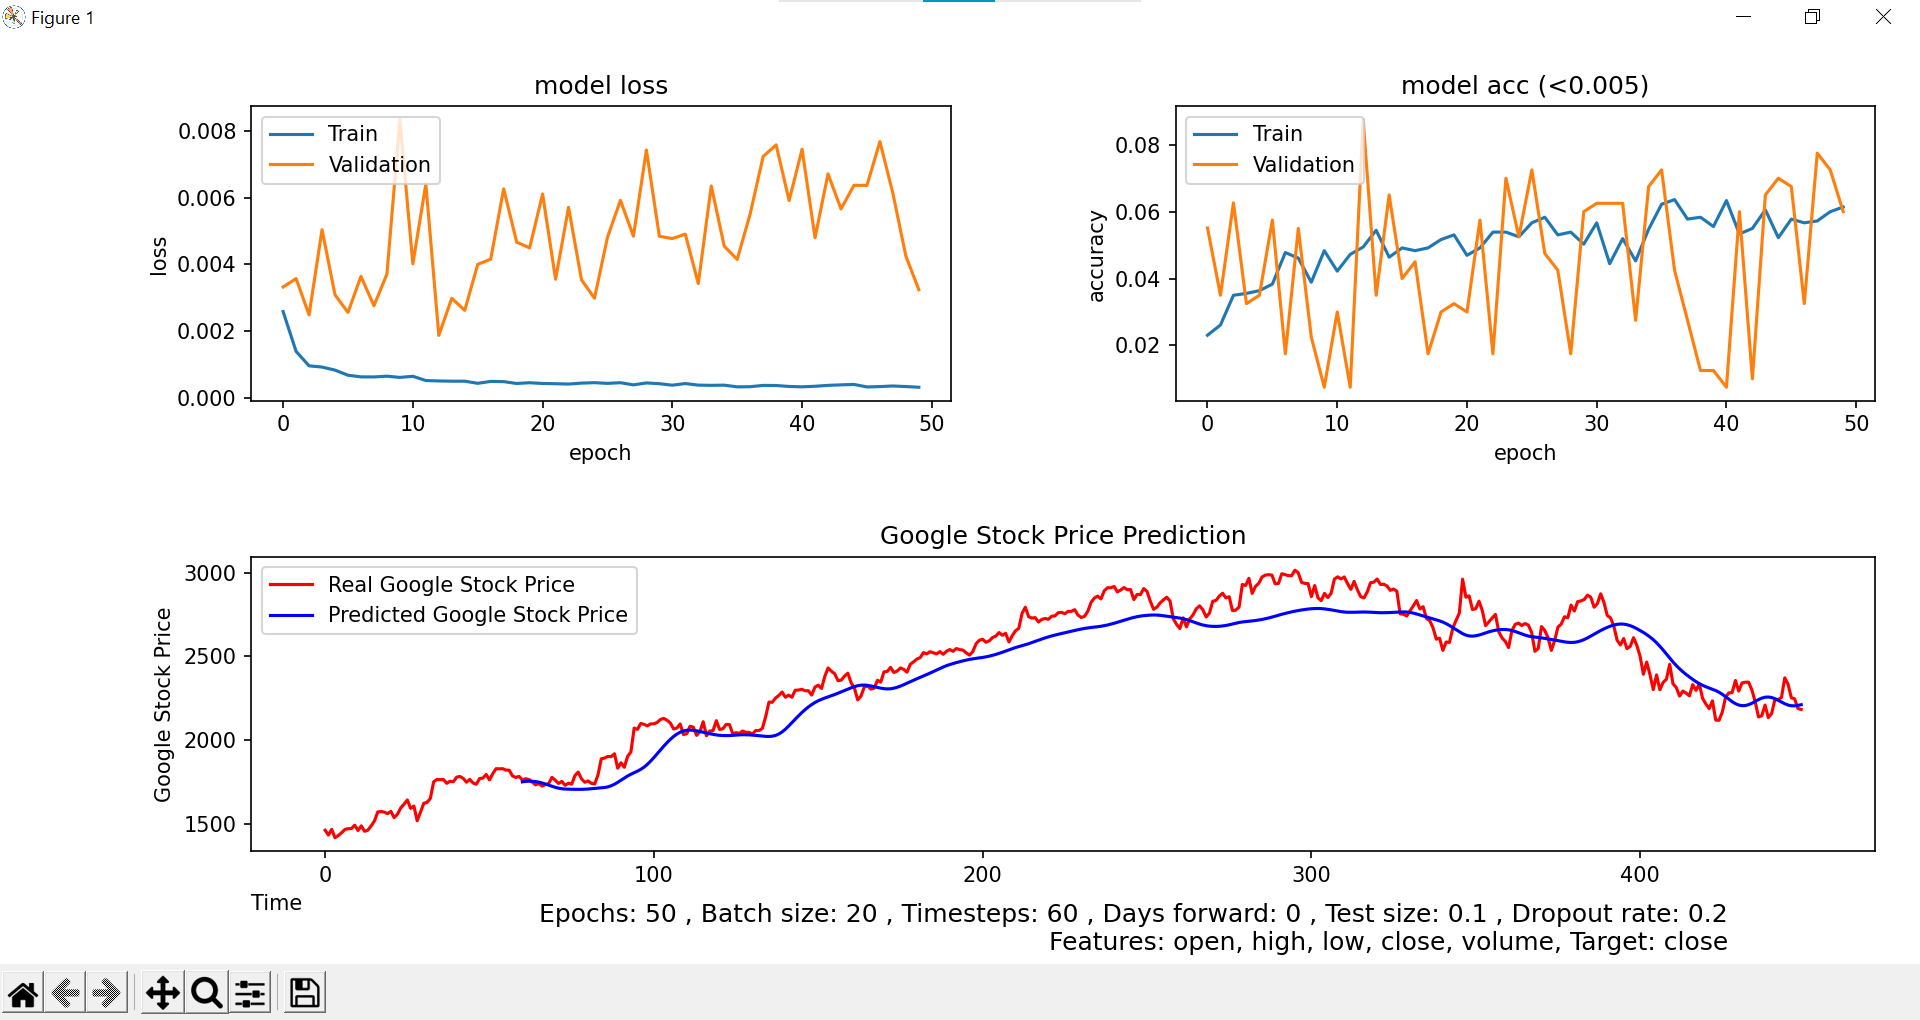 Figure 1
model loss
Train
Validation
0.008
0.006
0.004
0.002
0.000
loss
0 10 20 30 40 50
epoch
model acc (<0.005)
Train
Validation
0.08
0.06
0.04
0.02
accuracy
0 10 20 30 40 50
epoch
Google Stock Price Prediction
Real Google Stock Price
Predicted Google Stock Price
3000
2500
2000
1500
Google Stock Price
0 100 200 300 400
Time
Epochs: 50 , Batch size: 20 , Timesteps: 60 , Days forward: 0 , Test size: 0.1 , Dropout rate: 0.2
Features: open, high, low, close, volume, Target: close